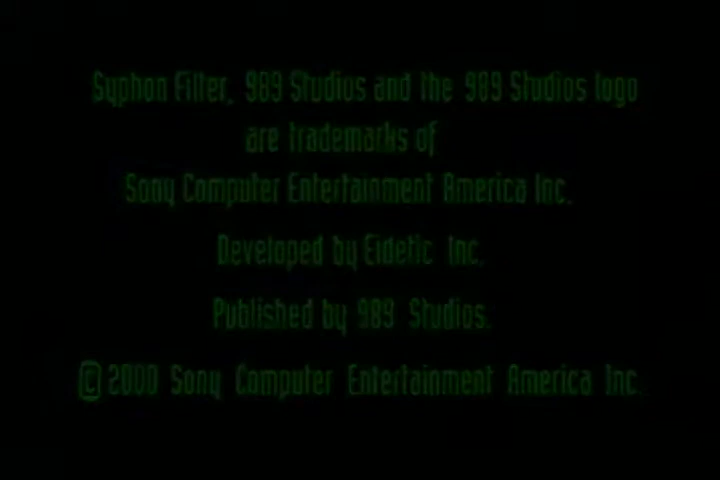 Syphon Filter, 989 Studios and the 989 Studios logo
are trademarks of
Sony Computer Entertainment America Inc.
Developed by Eidetic Inc.
Published by 989 Studios.
© 2000 Sony Computer Entertainment America Inc.